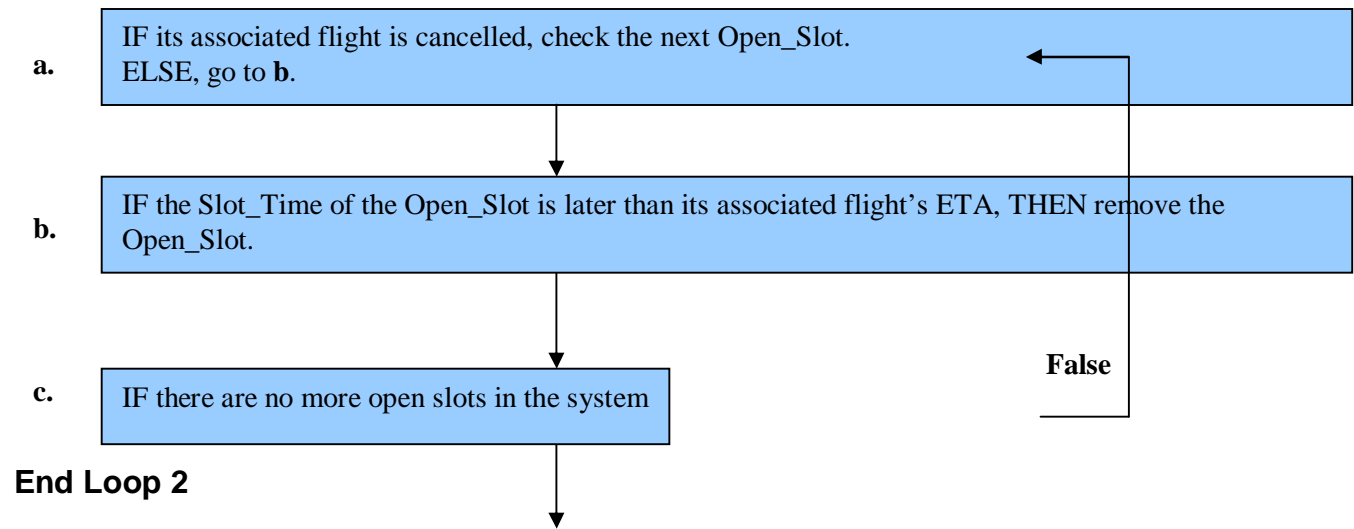 a.
IF its associated flight is cancelled, check the next Open_Slot.
ELSE, go to b.
b.
IF the Slot_Time of the Open_Slot is later than its associated flight's ETA, THEN remove the
Open_Slot.
False
c.
IF there are no more open slots in the system
End Loop 2